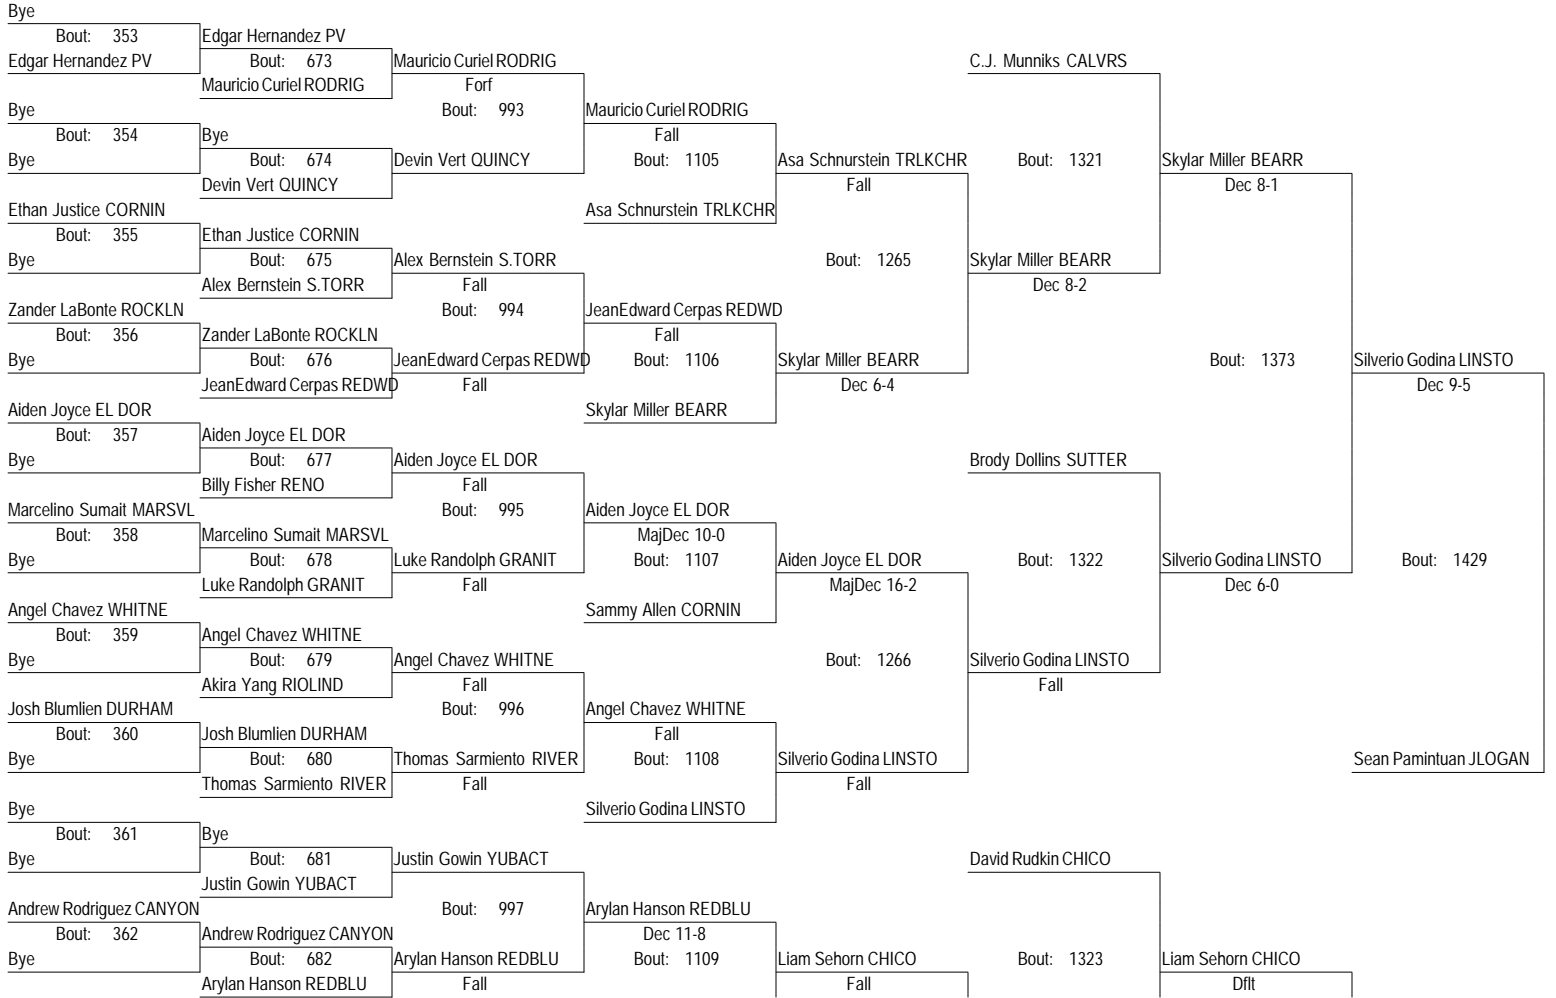 Bye
Bout: 353 Edgar Hernandez PV
Edgar Hernandez PV Bout: 673 Mauricio Curiel RODRIG C.J. Munniks CALVRS
Mauricio Curiel RODRIG Forf
Bye Bout: 993 Mauricio Curiel RODRIG
Bout: 354 Bye Fall
Bye Bout: 674 Devin Vert QUINCY Bout: 1105 Asa Schnurstein TRLKCHR Bout: 1321 Skylar Miller BEARR
Devin Vert QUINCY Fall Dec 8-1
Ethan Justice CORNIN Asa Schnurstein TRLKCHR
Bout: 355 Ethan Justice CORNIN
Bye Bout: 675 Alex Bernstein S.TORR Bout: 1265 Skylar Miller BEARR
Alex Bernstein S.TORR Fall Dec 8-2
Zander LaBonte ROCKLN Bout: 994 JeanEdward Cerpas REDWD
Bout: 356 Zander LaBonte ROCKLN Fall
Bye Bout: 676 JeanEdward Cerpas REDWD Bout: 1106 Skylar Miller BEARR Bout: 1373 Silverio Godina LINSTO
JeanEdward Cerpas REDWD Fall Dec 6-4 Dec 9-5
Aiden Joyce EL DOR Skylar Miller BEARR
Bout: 357 Aiden Joyce EL DOR
Bye Bout: 677 Aiden Joyce EL DOR Brody Dollins SUTTER
Billy Fisher RENO Fall
Marcelino Sumait MARSVL Bout: 995 Aiden Joyce EL DOR
Bout: 358 Marcelino Sumait MARSVL MajDec 10-0
Bye Bout: 678 Luke Randolph GRANIT Bout: 1107 Aiden Joyce EL DOR Bout: 1322 Silverio Godina LINSTO Bout: 1429
Luke Randolph GRANIT Fall MajDec 16-2 Dec 6-0
Angel Chavez WHITNE Sammy Allen CORNIN
Bout: 359 Angel Chavez WHITNE
Bye Bout: 679 Angel Chavez WHITNE Bout: 1266 Silverio Godina LINSTO
Akira Yang RIOLIND Fall Fall
Josh Blumlien DURHAM Bout: 996 Angel Chavez WHITNE
Bout: 360 Josh Blumlien DURHAM Fall
Bye Bout: 680 Thomas Sarmiento RIVER Bout: 1108 Silverio Godina LINSTO Sean Pamintuan JLOGAN
Thomas Sarmiento RIVER Fall Fall
Bye Silverio Godina LINSTO
Bout: 361 Bye
Bye Bout: 681 Justin Gowin YUBACT David Rudkin CHICO
Justin Gowin YUBACT
Andrew Rodriguez CANYON Bout: 997 Arylan Hanson REDBLU
Bout: 362 Andrew Rodriguez CANYON Dec 11-8
Bye Bout: 682 Arylan Hanson REDBLU Bout: 1109 Liam Sehorn CHICO Bout: 1323 Liam Sehorn CHICO
Arylan Hanson REDBLU Fall Fall Dflt